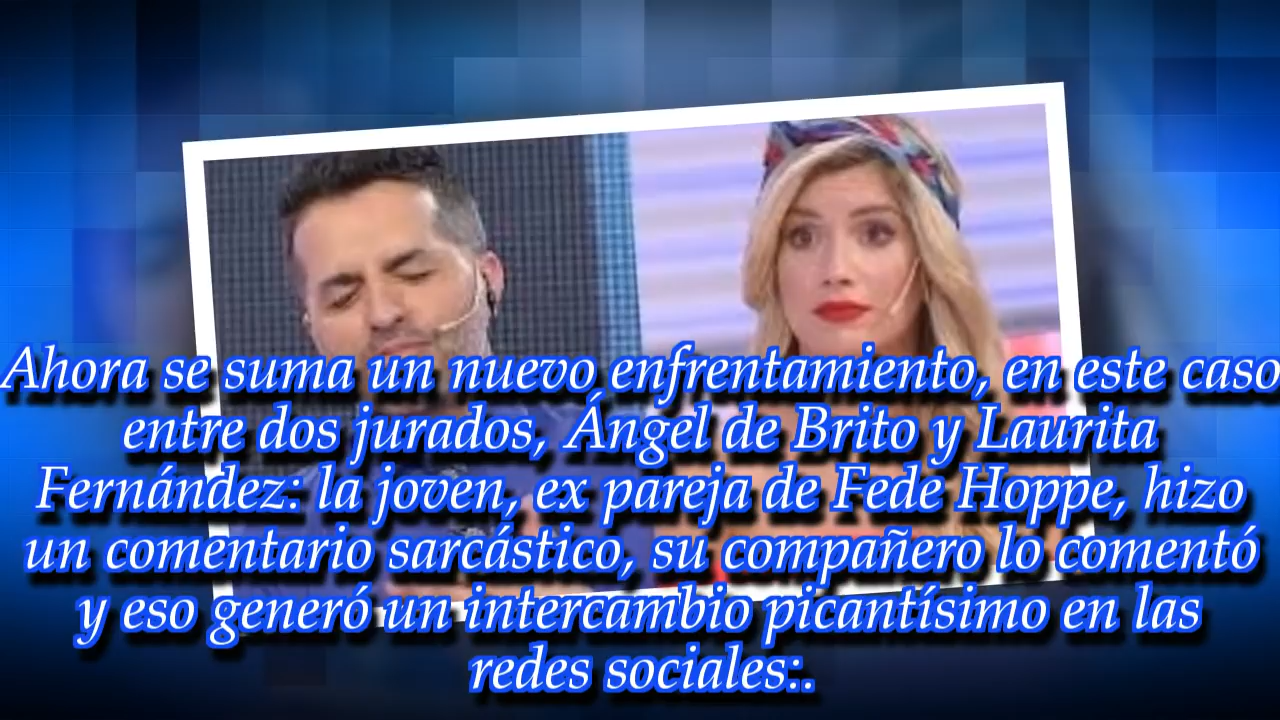 Ahora se suma un nuevo enfrentamiento, en este caso
entre dos jurados, Ángel de Brito y Laurita
Fernández: la joven, ex pareja de Fede Hoppe, hizo
un comentario sarcástico, su compañero lo comentó
y eso generó un intercambio picantísimo en las
redes sociales:.